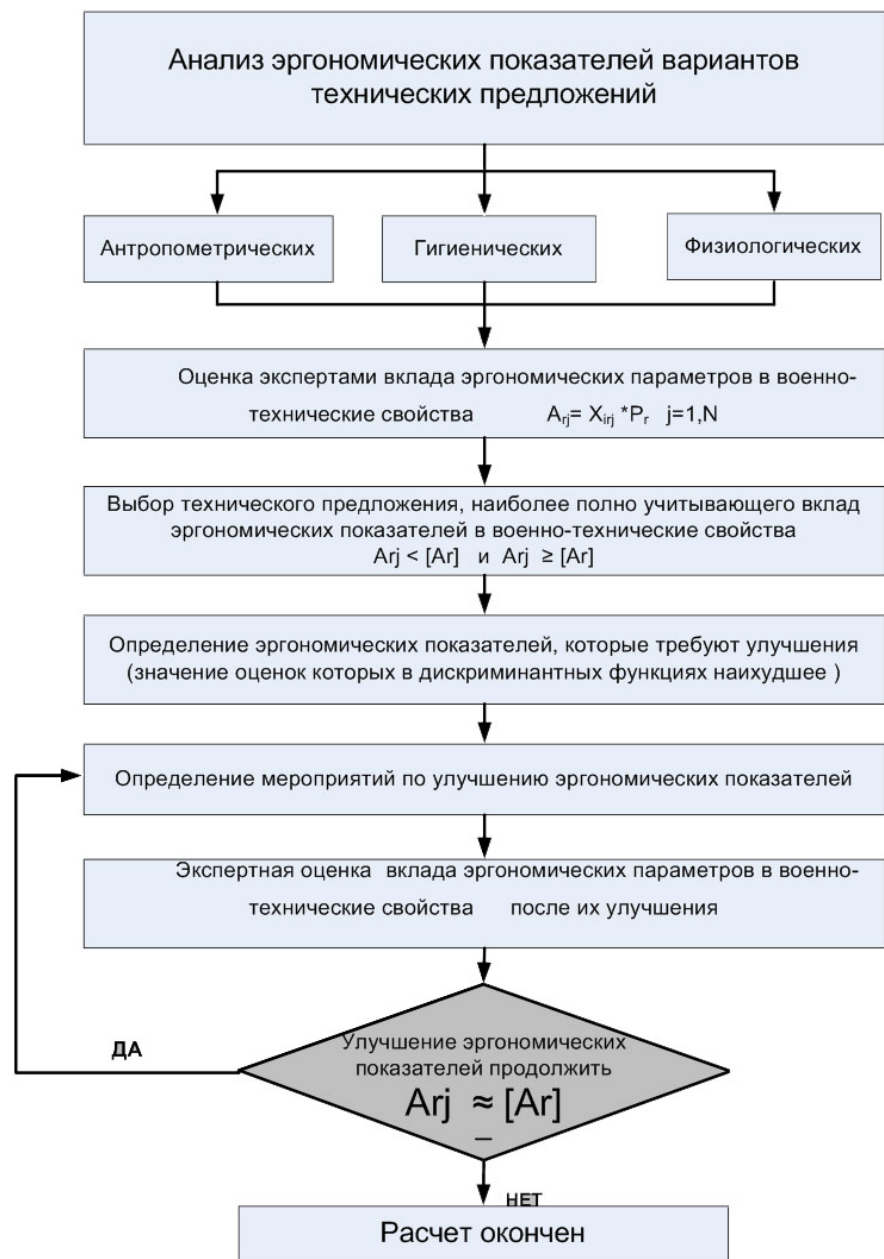 Анализ эргономических показателей вариантов
технических предложений
Антропометрических
Гигиенических
Физиологических
Оценка экспертами вклада эргономических параметров в военно-
технические свойства A_rj= X_irj *P_r j=1,N
Выбор технического предложения, наиболее полно учитывающего вклад
эргономических показателей в военно-технические свойства
Arj < [Ar] и Arj ≥ [Ar]
Определение эргономических показателей, которые требуют улучшения
(значение оценок которых в дискриминантных функциях наихудшее )
Определение мероприятий по улучшению эргономических показателей
Экспертная оценка вклада эргономических параметров в военно-
технические свойства после их улучшения
ДА
Улучшение эргономических
показателей продолжить
Arj ≈ [Ar]
–
НЕТ
Расчет окончен